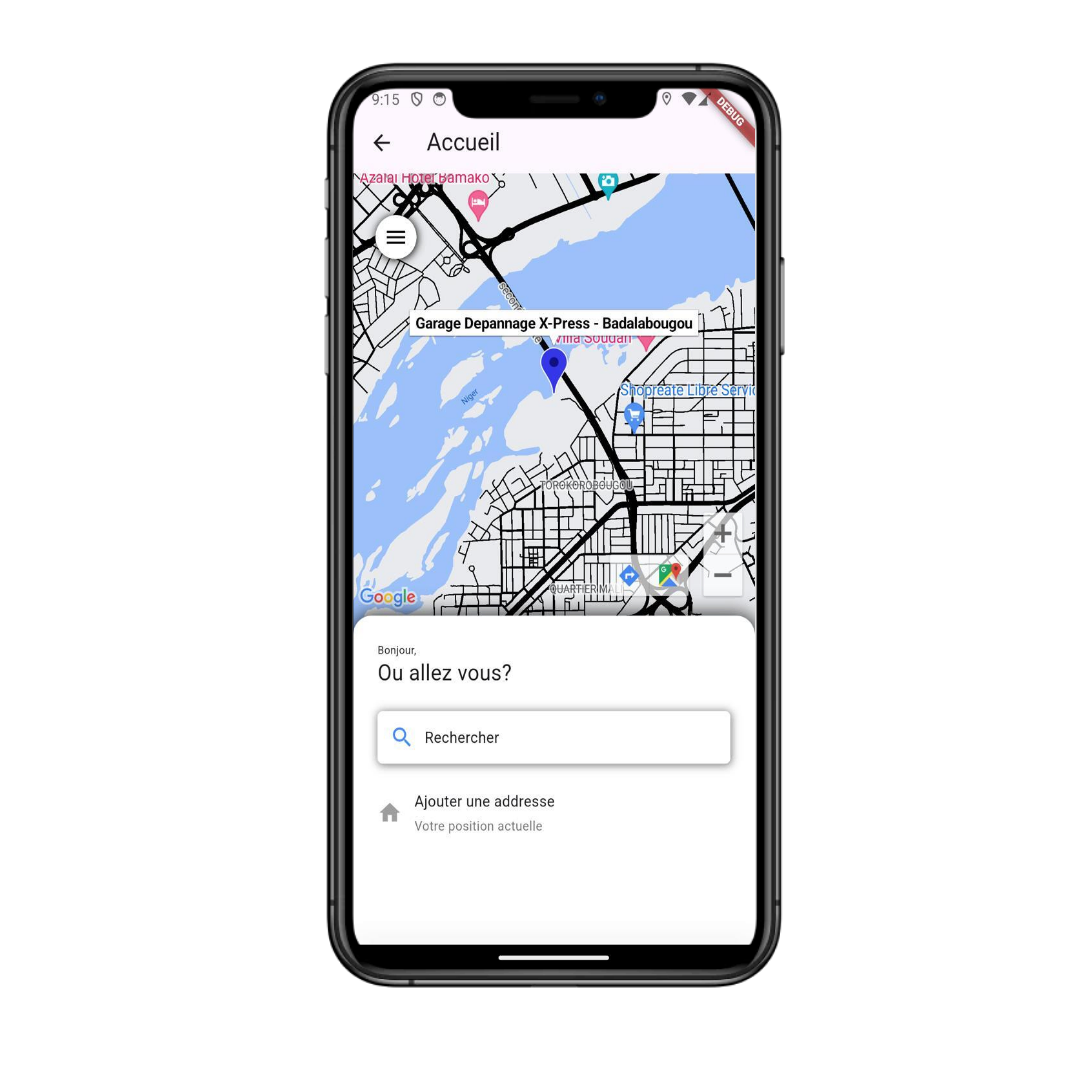 9:15
DEBUG
Accueil
Azalaï Hotel Bamako
Garage Depannage X-Press - Badalabougou
Villa Soudan
Shopreate Libre Servic
Niger
TOROKOROBOUGOU
QUARTIER MALI
Google
Bonjour,
Ou allez vous?
Rechercher
Ajouter une addresse
Votre position actuelle